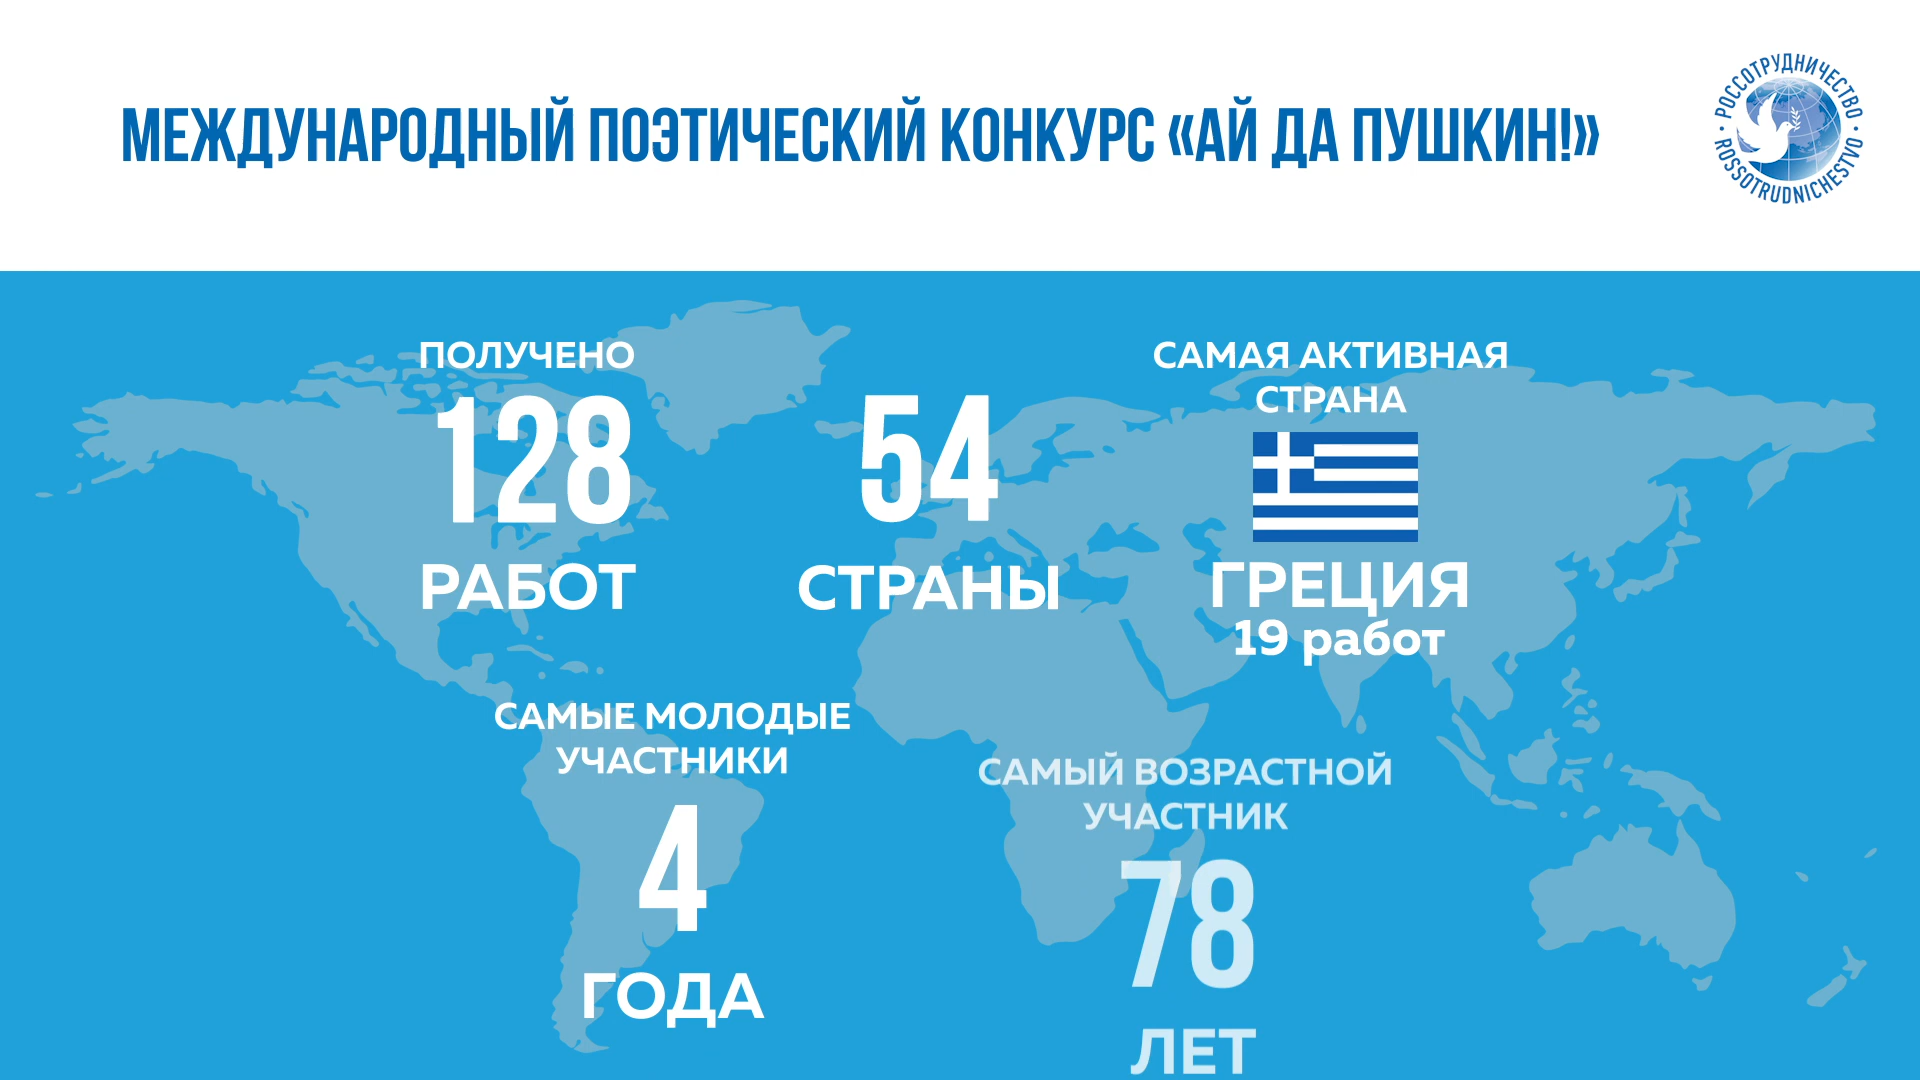 МЕЖДУНАРОДНЫЙ ПОЭТИЧЕСКИЙ КОНКУРС «АЙ ДА ПУШКИН!»
• РОССОТРУДНИЧЕСТВО •
ROSSOTRUDNICHESTVO
ПОЛУЧЕНО
128
РАБОТ
54
СТРАНЫ
САМАЯ АКТИВНАЯ
СТРАНА
ГРЕЦИЯ
19 работ
САМЫЕ МОЛОДЫЕ
УЧАСТНИКИ
4
ГОДА
САМЫЙ ВОЗРАСТНОЙ
УЧАСТНИК
78
ЛЕТ